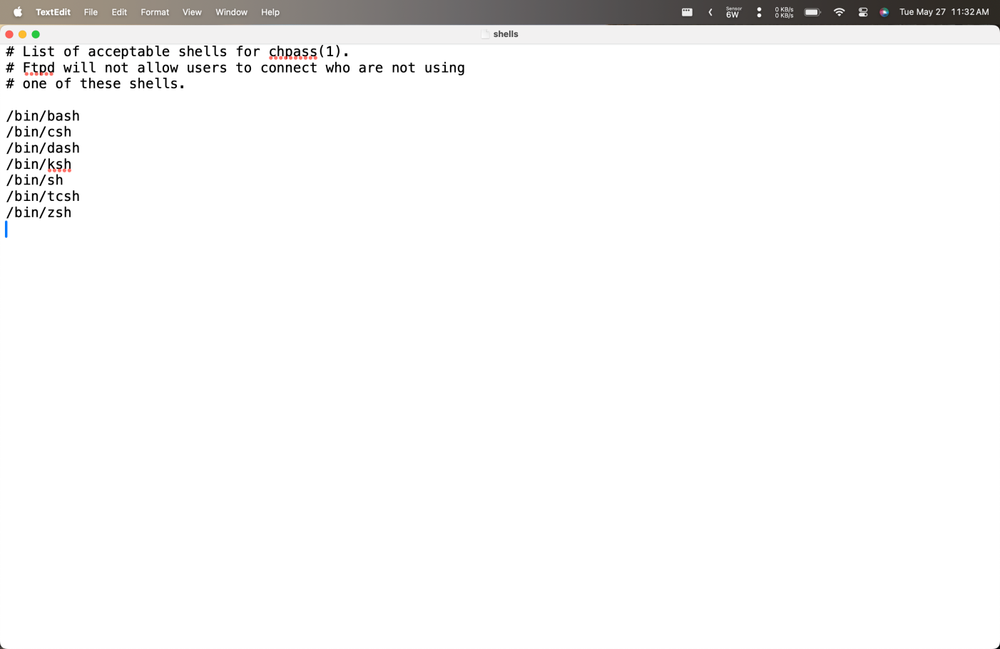 TextEdit File Edit Format View Window Help Sensor 6W 0 KB/s 0 KB/s Tue May 27 11:32 AM
shells
# List of acceptable shells for chpass(1).
# Ftpd will not allow users to connect who are not using
# one of these shells.
/bin/bash
/bin/csh
/bin/dash
/bin/ksh
/bin/sh
/bin/tcsh
/bin/zsh